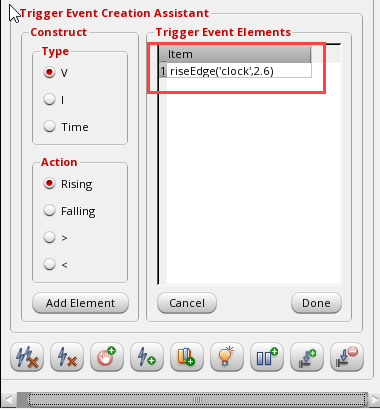 Trigger Event Creation Assistant
Construct
Type
V
I
Time
Action
Rising
Falling
>
<
Add Element
Trigger Event Elements
Item
1 riseEdge('clock',2.6)
Cancel
Done